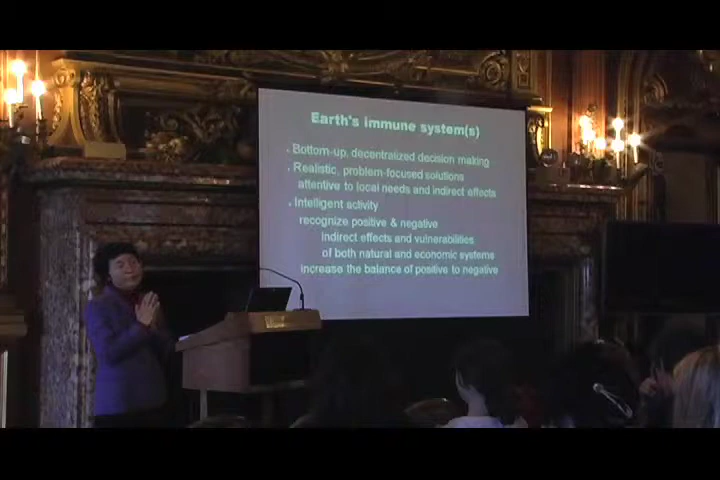 Earth's immune system(s)
. Bottom-up, decentralized decision making
. Realistic, problem-focused solutions
attentive to local needs and indirect effects
. Intelligent activity
recognize positive & negative
indirect effects and vulnerabilities
of both natural and economic systems
increase the balance of positive to negative